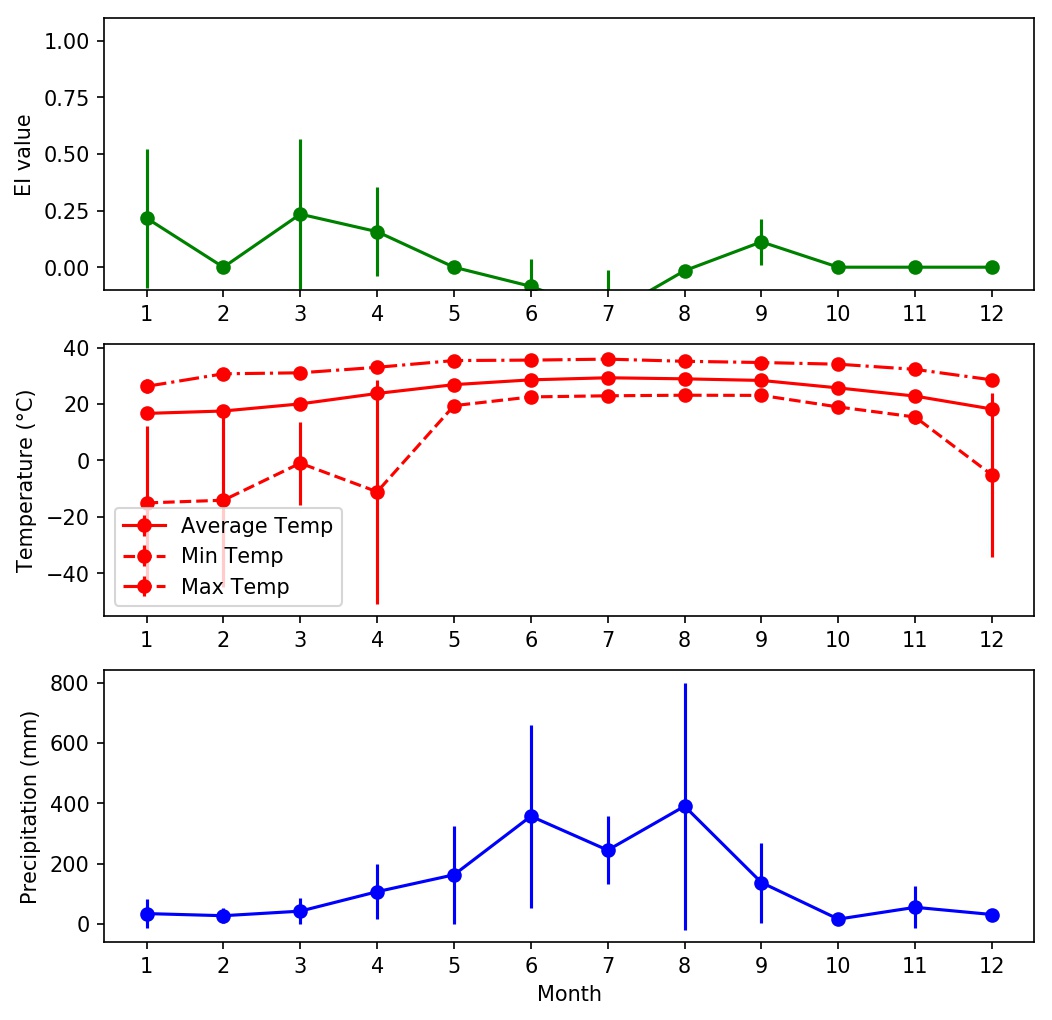 EI value
1.00
0.75
0.50
0.25
0.00
1 2 3 4 5 6 7 8 9 10 11 12
Temperature (°C)
40
20
0
−20
−40
Average Temp
Min Temp
Max Temp
1 2 3 4 5 6 7 8 9 10 11 12
Precipitation (mm)
800
600
400
200
0
1 2 3 4 5 6 7 8 9 10 11 12
Month